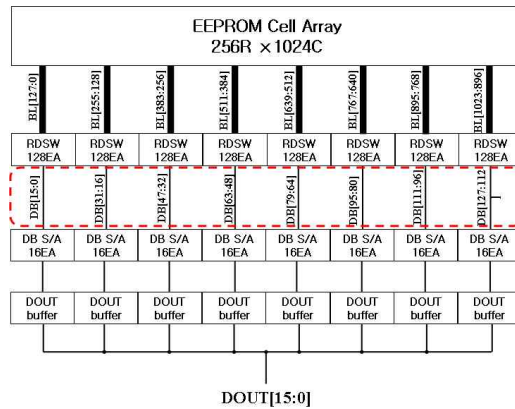 EEPROM Cell Array
256R ×1024C
BL[127:0]
BL[255:128]
BL[383:256]
BL[511:384]
BL[639:512]
BL[767:640]
BL[895:768]
BL[1023:896]
RDSW
128EA
RDSW
128EA
RDSW
128EA
RDSW
128EA
RDSW
128EA
RDSW
128EA
RDSW
128EA
RDSW
128EA
DB[15:0]
DB[31:16]
DB[47:32]
DB[63:48]
DB[79:64]
DB[95:80]
DB[111:96]
DB[127:112
]
DB S/A
16EA
DB S/A
16EA
DB S/A
16EA
DB S/A
16EA
DB S/A
16EA
DB S/A
16EA
DB S/A
16EA
DB S/A
16EA
DOUT
buffer
DOUT
buffer
DOUT
buffer
DOUT
buffer
DOUT
buffer
DOUT
buffer
DOUT
buffer
DOUT
buffer
DOUT[15:0]